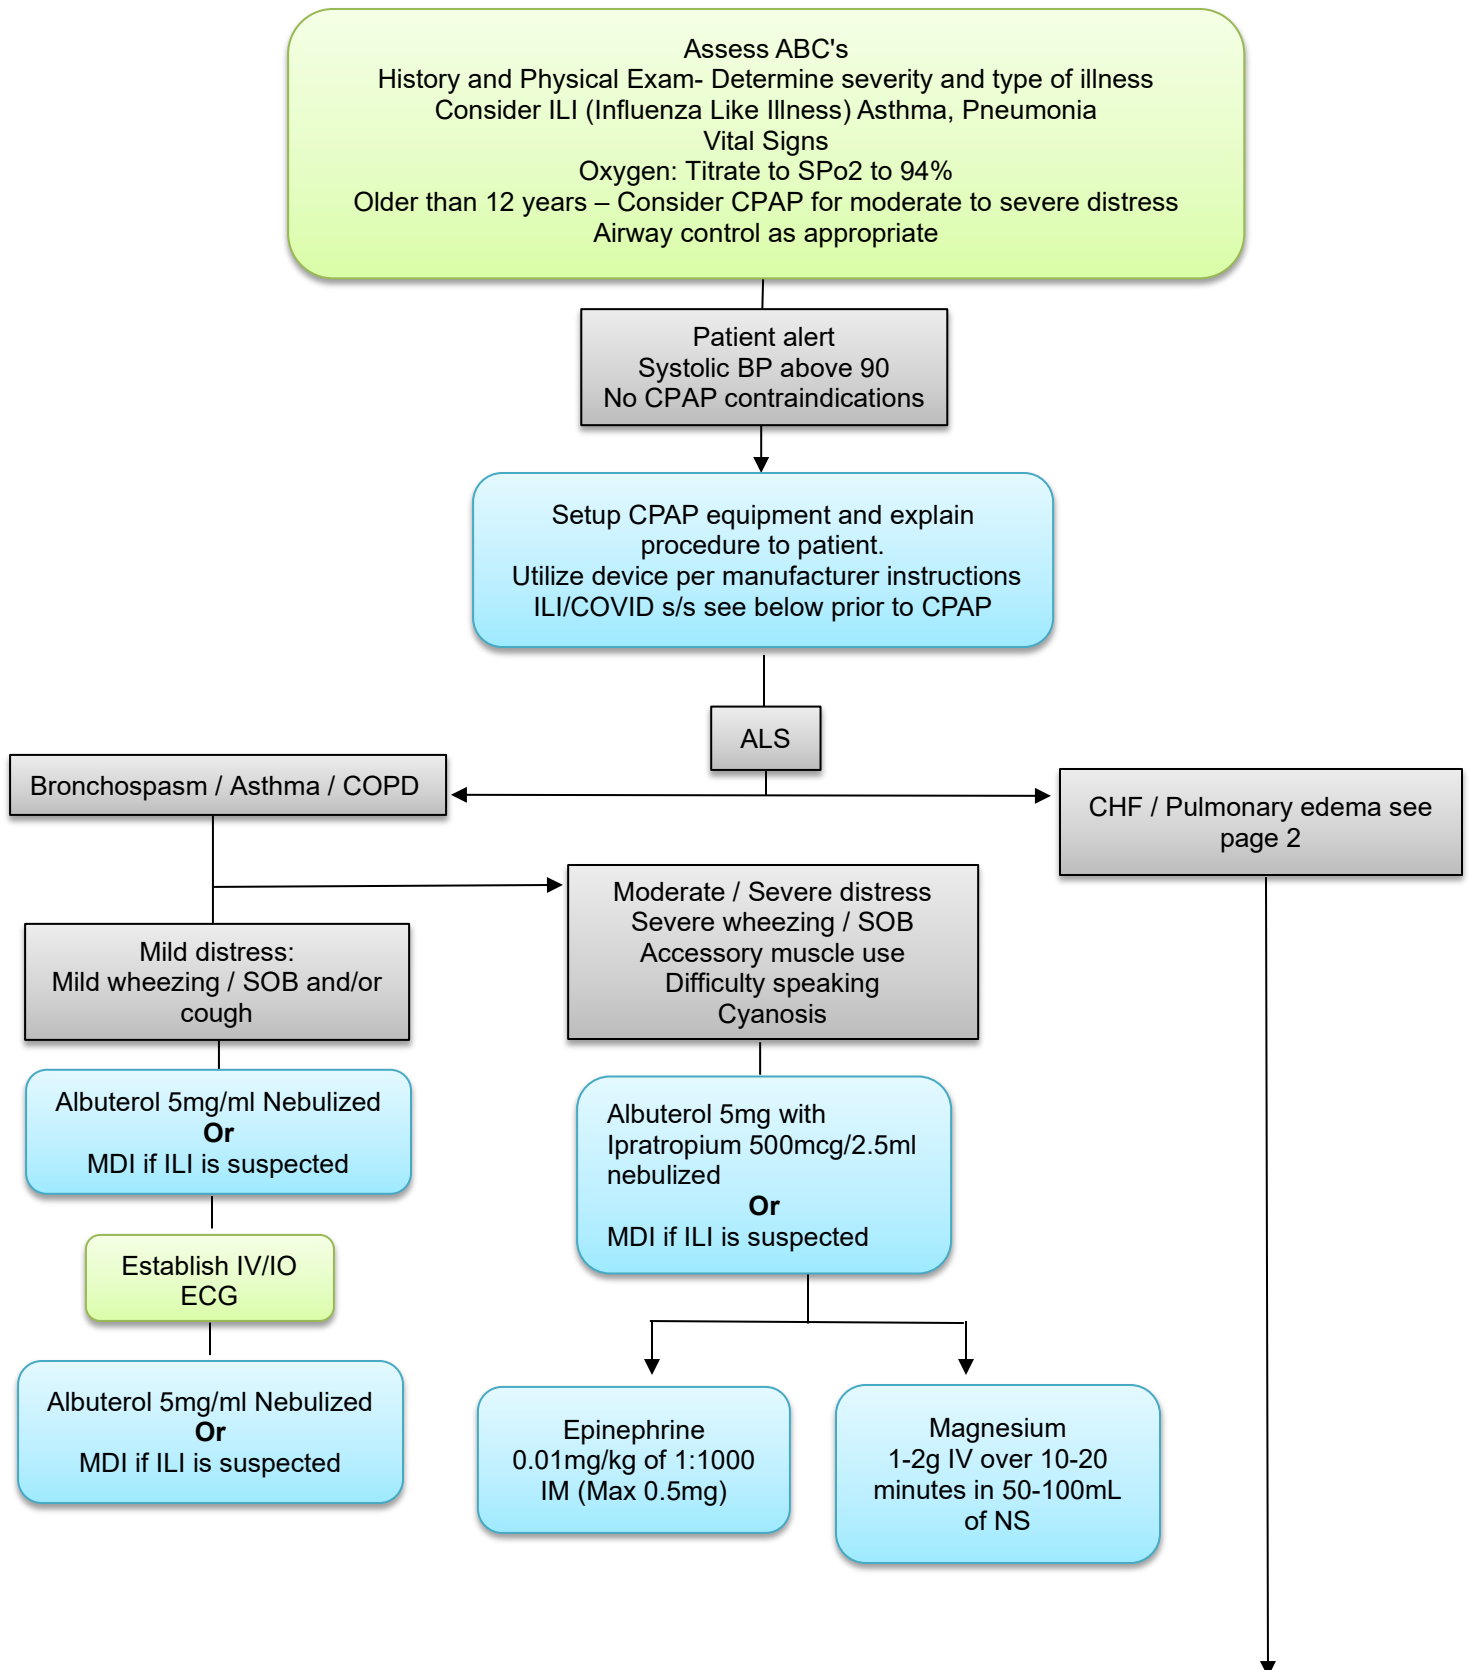 Assess ABC's
History and Physical Exam- Determine severity and type of illness
Consider ILI (Influenza Like Illness) Asthma, Pneumonia
Vital Signs
Oxygen: Titrate to SPo2 to 94%
Older than 12 years – Consider CPAP for moderate to severe distress
Airway control as appropriate
Patient alert
Systolic BP above 90
No CPAP contraindications
Setup CPAP equipment and explain
procedure to patient.
Utilize device per manufacturer instructions
ILI/COVID s/s see below prior to CPAP
ALS
Bronchospasm / Asthma / COPD
CHF / Pulmonary edema see
page 2
Mild distress:
Mild wheezing / SOB and/or
cough
Moderate / Severe distress
Severe wheezing / SOB
Accessory muscle use
Difficulty speaking
Cyanosis
Albuterol 5mg/ml Nebulized
Or
MDI if ILI is suspected
Albuterol 5mg with
Ipratropium 500mcg/2.5ml
nebulized
Or
MDI if ILI is suspected
Establish IV/IO
ECG
Albuterol 5mg/ml Nebulized
Or
MDI if ILI is suspected
Epinephrine
0.01mg/kg of 1:1000
IM (Max 0.5mg)
Magnesium
1-2g IV over 10-20
minutes in 50-100mL
of NS